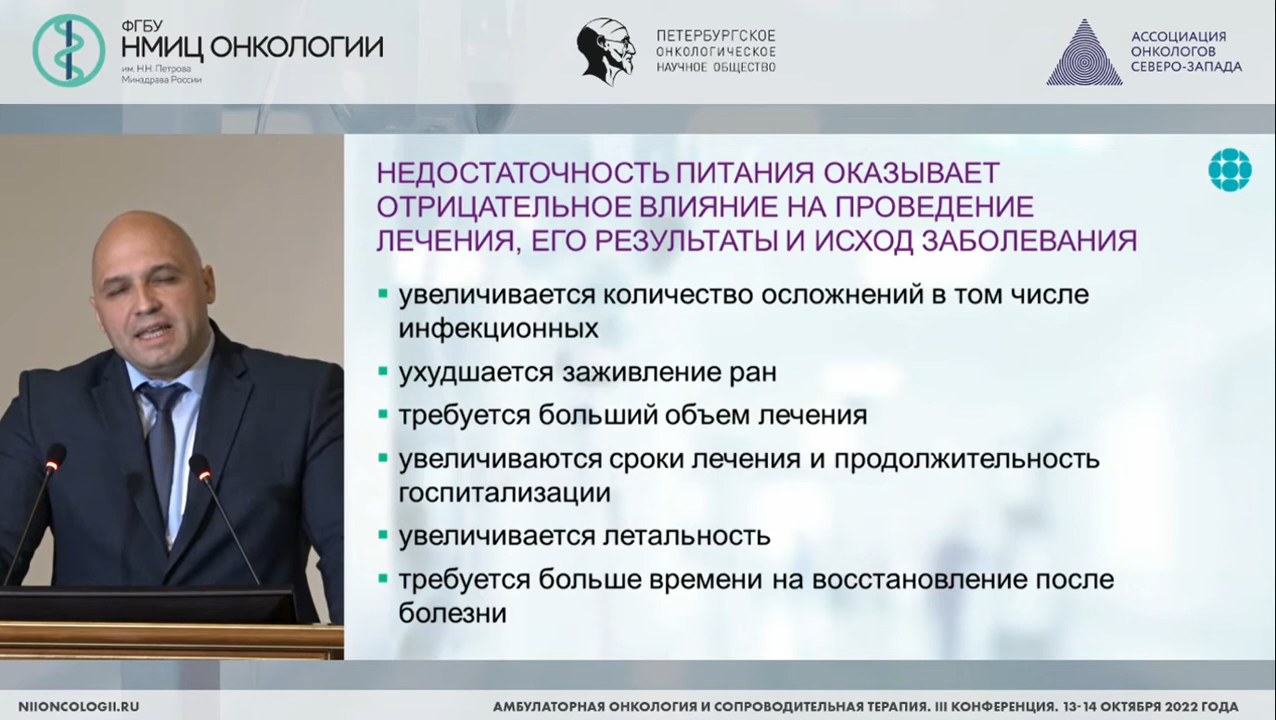 ФГБУ
НМИЦ ОНКОЛОГИИ
им. Н.Н. Петрова
Минздрава России
ПЕТЕРБУРГСКОЕ
ОНКОЛОГИЧЕСКОЕ
НАУЧНОЕ ОБЩЕСТВО
АССОЦИАЦИЯ
ОНКОЛОГОВ
СЕВЕРО-ЗАПАДА
НЕДОСТАТОЧНОСТЬ ПИТАНИЯ ОКАЗЫВАЕТ
ОТРИЦАТЕЛЬНОЕ ВЛИЯНИЕ НА ПРОВЕДЕНИЕ
ЛЕЧЕНИЯ, ЕГО РЕЗУЛЬТАТЫ И ИСХОД ЗАБОЛЕВАНИЯ
▪ увеличивается количество осложнений в том числе
инфекционных
▪ ухудшается заживление ран
▪ требуется больший объем лечения
▪ увеличиваются сроки лечения и продолжительность
госпитализации
▪ увеличивается летальность
▪ требуется больше времени на восстановление после
болезни
NIIONCOLOGII.RU
АМБУЛАТОРНАЯ ОНКОЛОГИЯ И СОПРОВОДИТЕЛЬНАЯ ТЕРАПИЯ. III КОНФЕРЕНЦИЯ. 13-14 ОКТЯБРЯ 2022 ГОДА